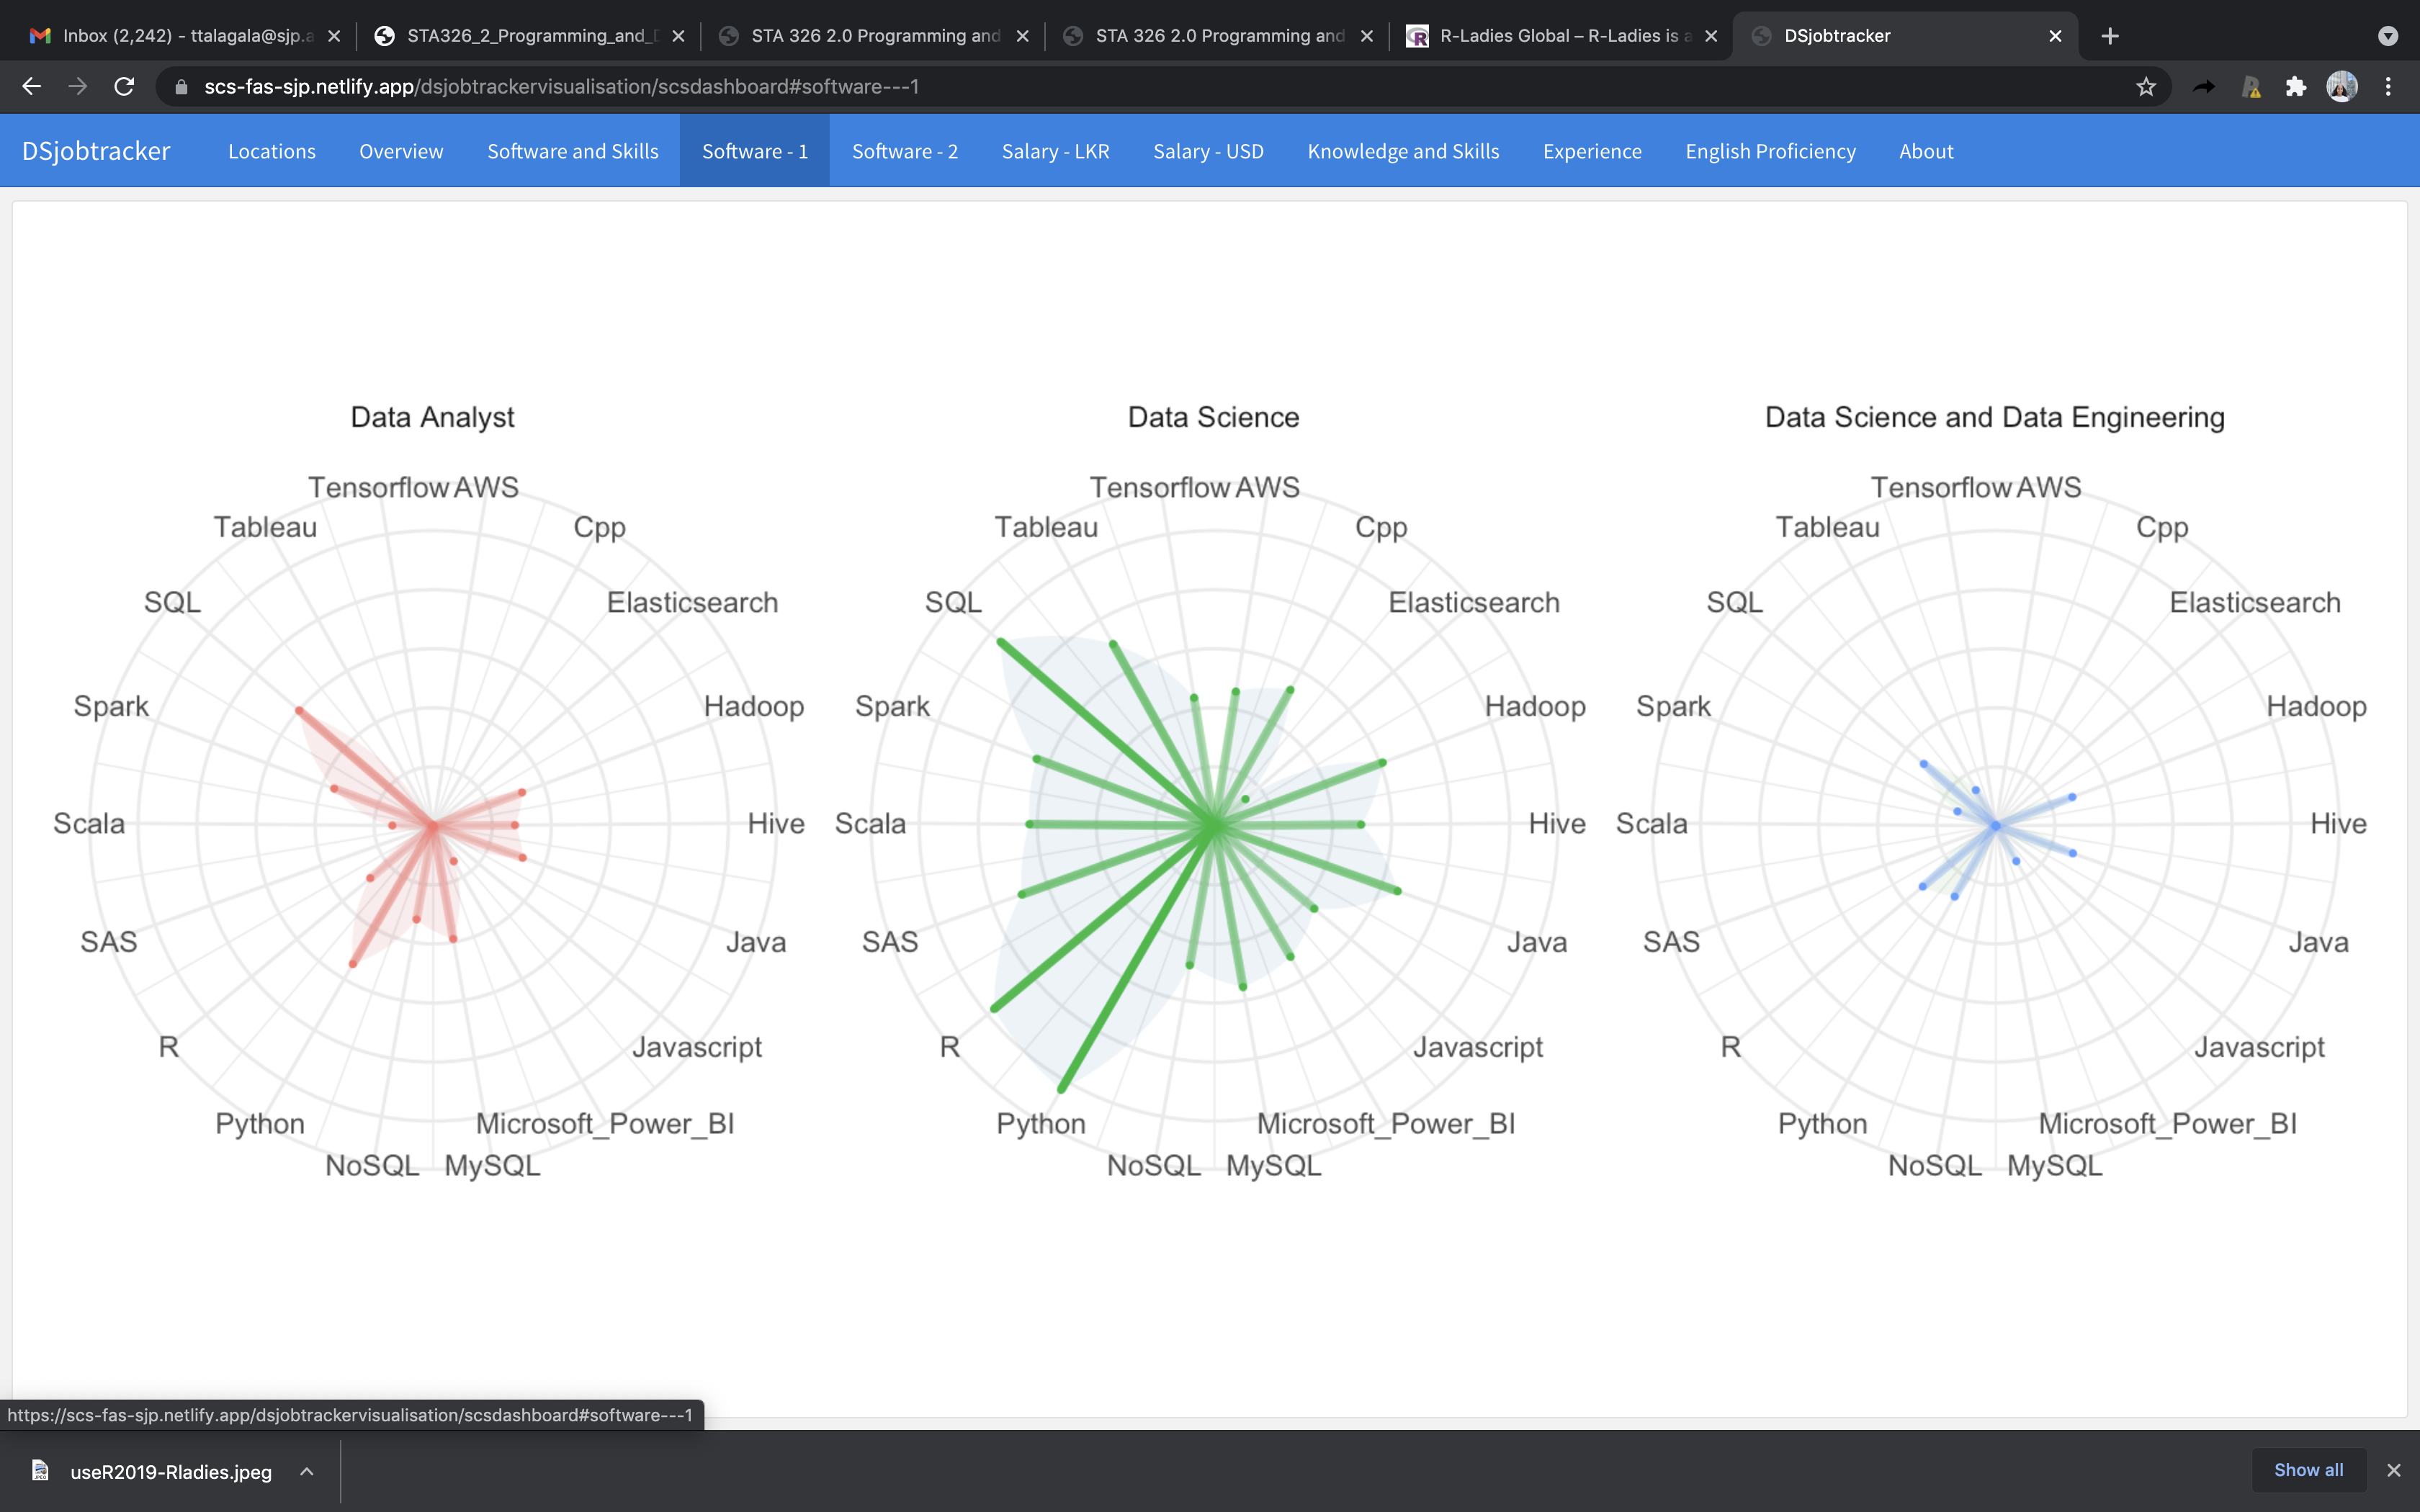 Inbox (2,242) - ttalagala@sjp.a
STA326_2_Programming_and_D
STA 326 2.0 Programming and
STA 326 2.0 Programming and
R-Ladies Global – R-Ladies is a
DSjobtracker
scs-fas-sjp.netlify.app/dsjobtrackervisualisation/scsdashboard#software---1
DSjobtracker Locations Overview Software and Skills Software - 1 Software - 2 Salary - LKR Salary - USD Knowledge and Skills Experience English Proficiency About
Data Analyst
Tensorflow AWS
Tableau Cpp
SQL Elasticsearch
Spark Hadoop
Scala Hive
SAS Java
R Javascript
Python Microsoft_Power_BI
NoSQL MySQL
Data Science
Tensorflow AWS
Tableau Cpp
SQL Elasticsearch
Spark Hadoop
Scala Hive
SAS Java
R Javascript
Python Microsoft_Power_BI
NoSQL MySQL
Data Science and Data Engineering
Tensorflow AWS
Tableau Cpp
SQL Elasticsearch
Spark Hadoop
Scala Hive
SAS Java
R Javascript
Python Microsoft_Power_BI
NoSQL MySQL
https://scs-fas-sjp.netlify.app/dsjobtrackervisualisation/scsdashboard#software---1
useR2019-Rladies.jpeg
Show all